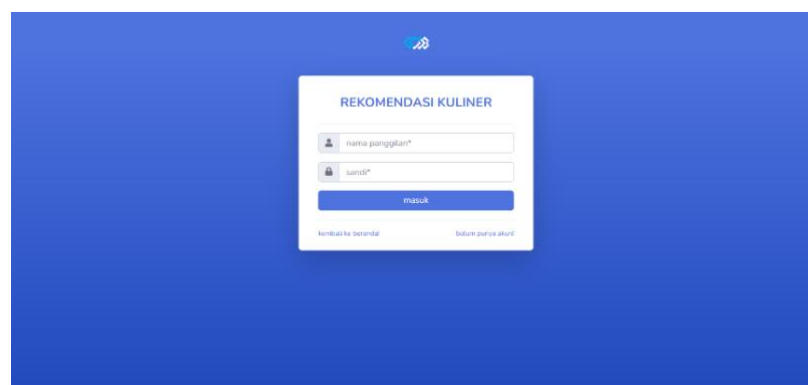 REKOMENDASI KULINER
nama panggilan*
sandi*
masuk
kembali ke beranda!
belum punya akun!